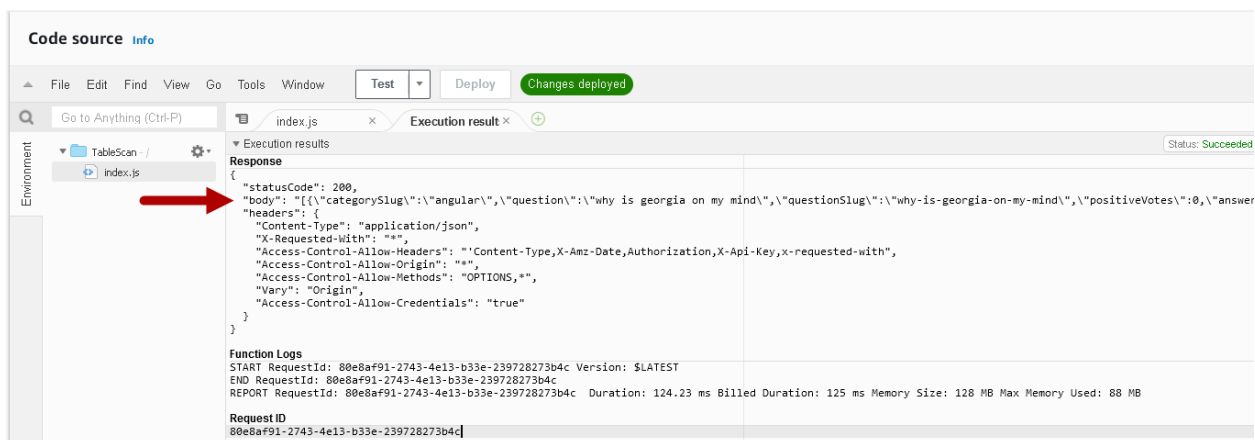 Code source Info
File Edit Find View Go Tools Window Test Deploy Changes deployed
Go to Anything (Ctrl-P) index.js × Execution result ×
Environment
Execution results Status: Succeeded
TableScan - /
index.js
Response
{
"statusCode": 200,
"body": "[{\"categorySlug\":\"angular\",\"question\":\"why is georgia on my mind\",\"questionSlug\":\"why-is-georgia-on-my-mind\",\"positiveVotes\":0,\"answer
"headers": {
"Content-Type": "application/json",
"X-Requested-With": "*",
"Access-Control-Allow-Headers": "'Content-Type,X-Amz-Date,Authorization,X-Api-Key,x-requested-with",
"Access-Control-Allow-Origin": "*",
"Access-Control-Allow-Methods": "OPTIONS,*",
"Vary": "Origin",
"Access-Control-Allow-Credentials": "true"
}
}
Function Logs
START RequestId: 80e8af91-2743-4e13-b33e-239728273b4c Version: $LATEST
END RequestId: 80e8af91-2743-4e13-b33e-239728273b4c
REPORT RequestId: 80e8af91-2743-4e13-b33e-239728273b4c Duration: 124.23 ms Billed Duration: 125 ms Memory Size: 128 MB Max Memory Used: 88 MB
Request ID
80e8af91-2743-4e13-b33e-239728273b4c